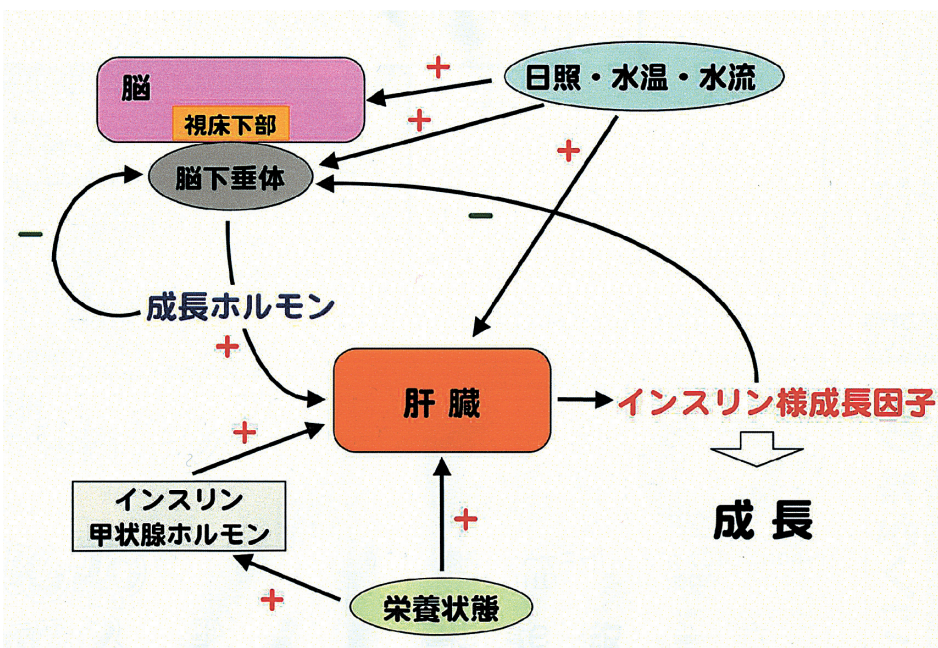 脳
視床下部
脳下垂体
日照・水温・水流
+
+
+
−
−
成長ホルモン
+
肝臓
インスリン様成長因子
成長
+
インスリン
甲状腺ホルモン
+
+
栄養状態